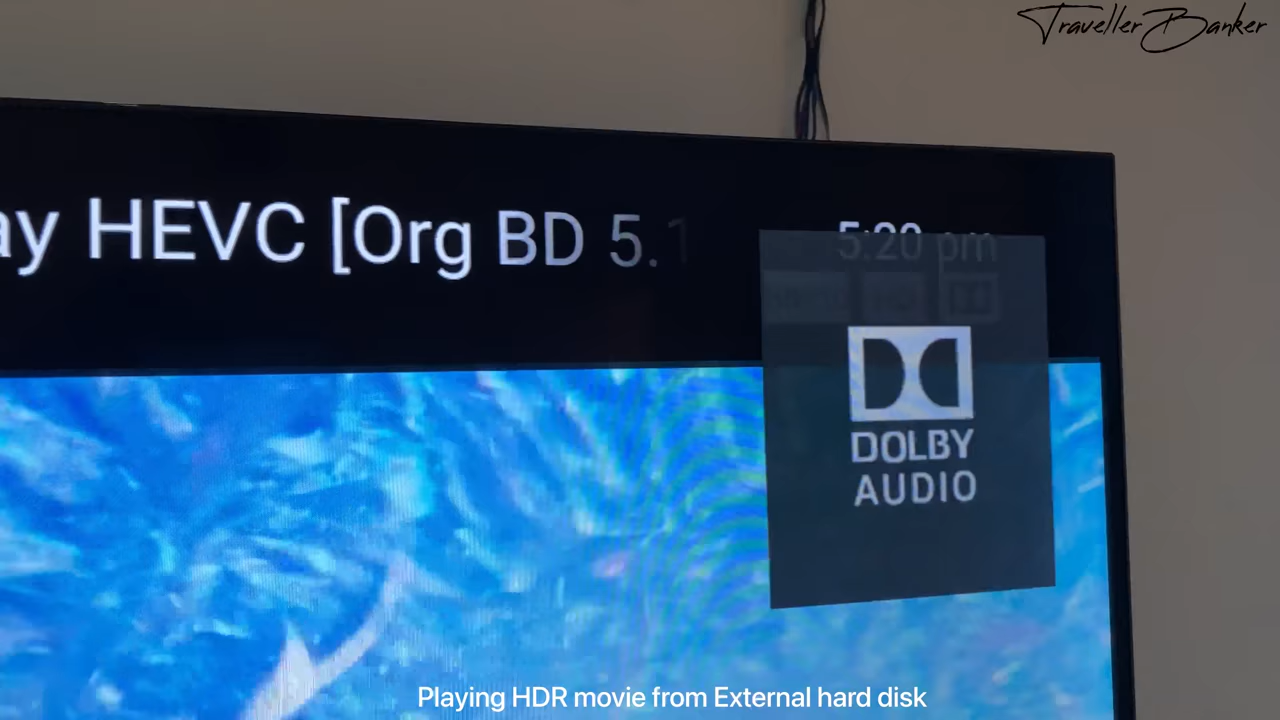 Traveller Banker
ay HEVC [Org BD 5.1
5:20 pm
DOLBY
AUDIO
Playing HDR movie from External hard disk